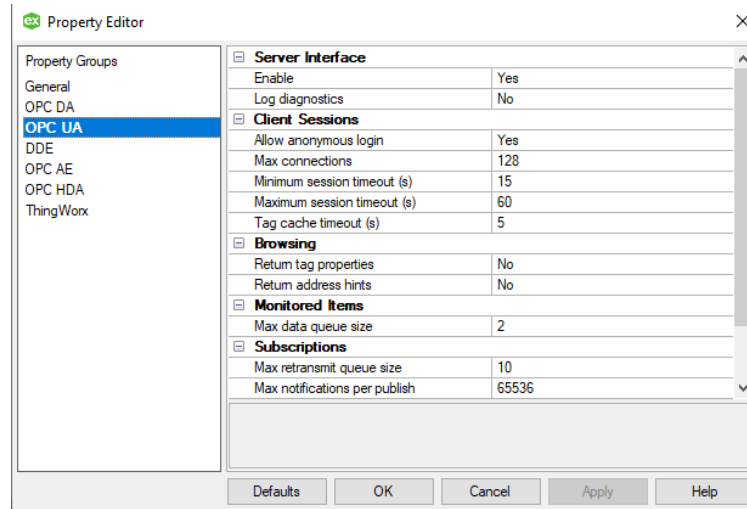 ex Property Editor
Property Groups
General
OPC DA
OPC UA
DDE
OPC AE
OPC HDA
ThingWorx
Server Interface
Enable Yes
Log diagnostics No
Client Sessions
Allow anonymous login Yes
Max connections 128
Minimum session timeout (s) 15
Maximum session timeout (s) 60
Tag cache timeout (s) 5
Browsing
Return tag properties No
Return address hints No
Monitored Items
Max data queue size 2
Subscriptions
Max retransmit queue size 10
Max notifications per publish 65536
Defaults OK Cancel Apply Help